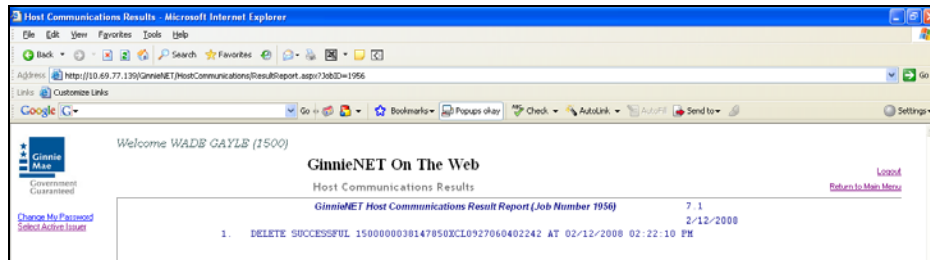 Host Communications Results - Microsoft Internet Explorer
File Edit View Favorites Tools Help
Back Search Favorites
Address http://10.69.77.139/GinnieNET/HostCommunications/ResultReport.aspx?JobID=1956 Go
Links Customize Links
Google G Go Bookmarks Popups okay Check AutoLink AutoFill Send to Settings
Welcome WADE GAYLE (1500)
Ginnie Mae
GinnieNET On The Web
Logout
Government Guaranteed
Host Communications Results
Return to Main Menu
Change My Password
Select Active Issuer
GinnieNET Host Communications Result Report (Job Number 1956) 7.1
2/12/2008
1. DELETE SUCCESSFUL 1500000038147850XCL0927060402242 AT 02/12/2008 02:22:10 PM